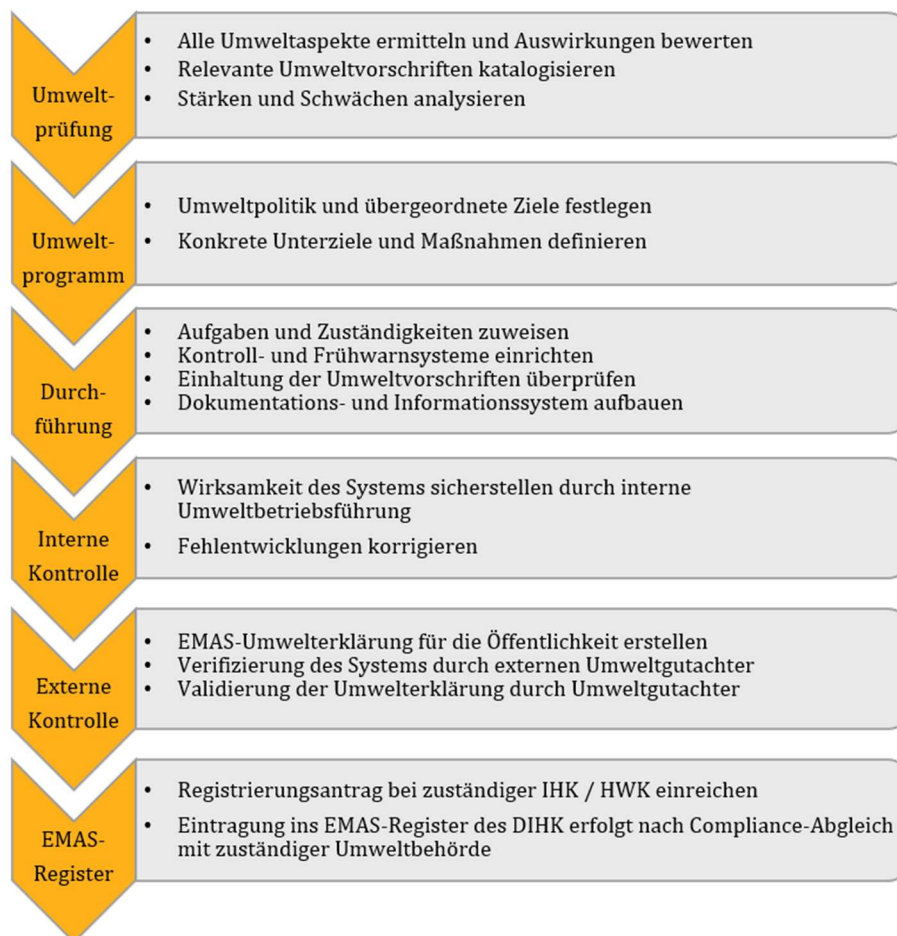 Umwelt-
prüfung
• Alle Umweltaspekte ermitteln und Auswirkungen bewerten
• Relevante Umweltvorschriften katalogisieren
• Stärken und Schwächen analysieren
Umwelt-
programm
• Umweltpolitik und übergeordnete Ziele festlegen
• Konkrete Unterziele und Maßnahmen definieren
Durch-
führung
• Aufgaben und Zuständigkeiten zuweisen
• Kontroll- und Frühwarnsysteme einrichten
• Einhaltung der Umweltvorschriften überprüfen
• Dokumentations- und Informationssystem aufbauen
Interne
Kontrolle
• Wirksamkeit des Systems sicherstellen durch interne
Umweltbetriebsführung
• Fehlentwicklungen korrigieren
Externe
Kontrolle
• EMAS-Umwelterklärung für die Öffentlichkeit erstellen
• Verifizierung des Systems durch externen Umweltgutachter
• Validierung der Umwelterklärung durch Umweltgutachter
EMAS-
Register
• Registrierungsantrag bei zuständiger IHK / HWK einreichen
• Eintragung ins EMAS-Register des DIHK erfolgt nach Compliance-Abgleich
mit zuständiger Umweltbehörde